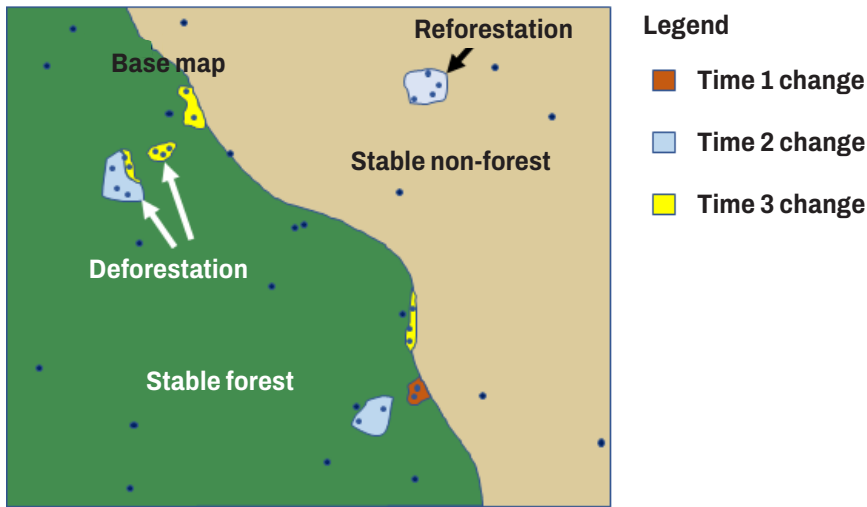 Reforestation
Legend
Base map
Time 1 change
Time 2 change
Stable non-forest
Time 3 change
Deforestation
Stable forest